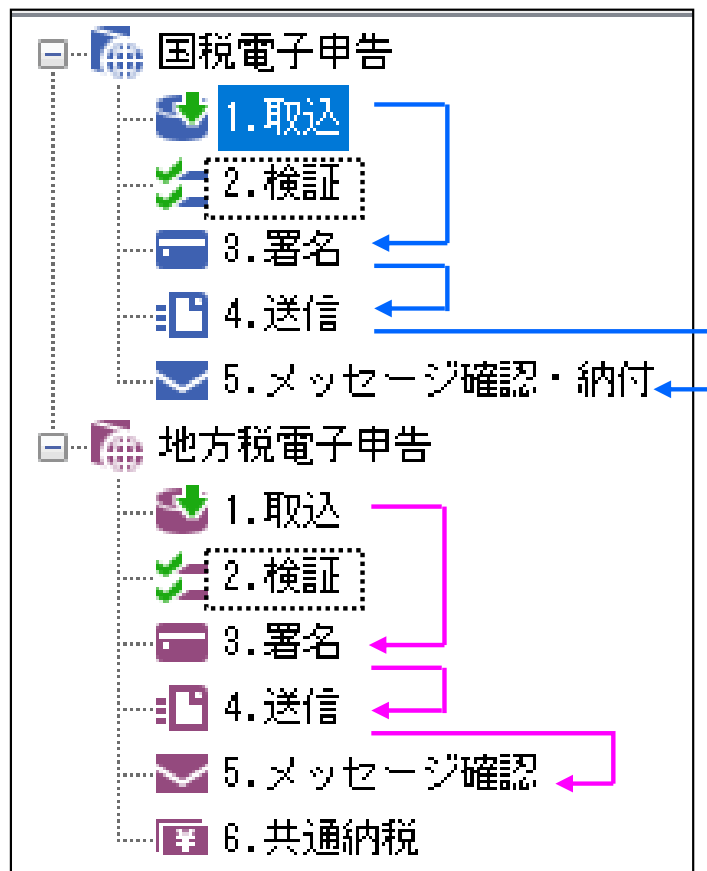 国税電子申告
1.取込
2.検証
3.署名
4.送信
5.メッセージ確認・納付
地方税電子申告
1.取込
2.検証
3.署名
4.送信
5.メッセージ確認
6.共通納税